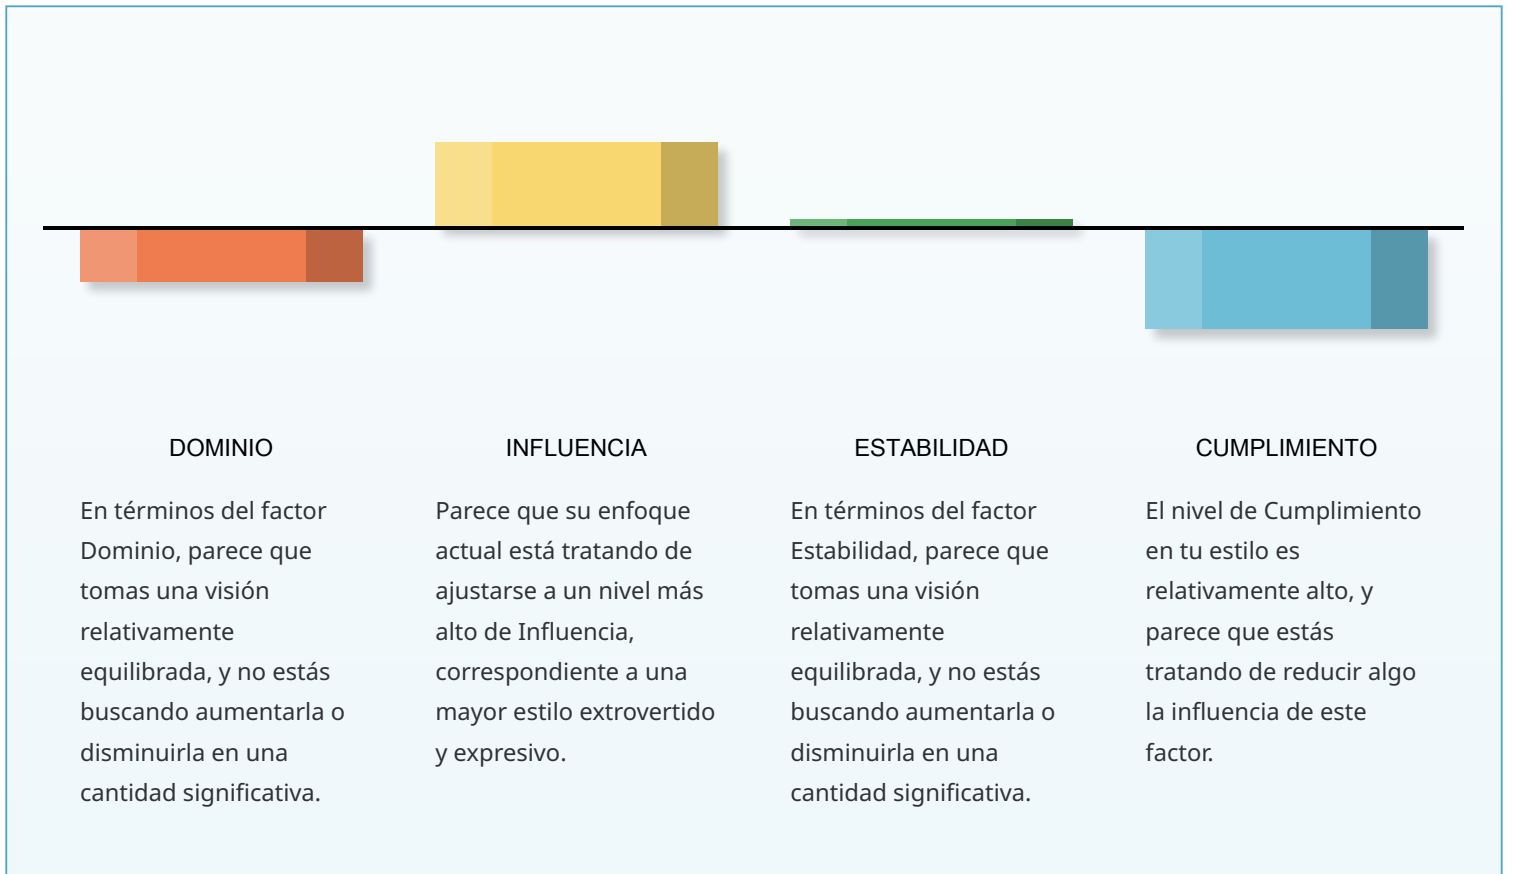 DOMINIO
En términos del factor
Dominio, parece que
tomas una visión
relativamente
equilibrada, y no estás
buscando aumentarla o
disminuirla en una
cantidad significativa.
INFLUENCIA
Parece que su enfoque
actual está tratando de
ajustarse a un nivel más
alto de Influencia,
correspondiente a una
mayor estilo extrovertido
y expresivo.
ESTABILIDAD
En términos del factor
Estabilidad, parece que
tomas una visión
relativamente
equilibrada, y no estás
buscando aumentarla o
disminuirla en una
cantidad significativa.
CUMPLIMIENTO
El nivel de Cumplimiento
en tu estilo es
relativamente alto, y
parece que estás
tratando de reducir algo
la influencia de este
factor.